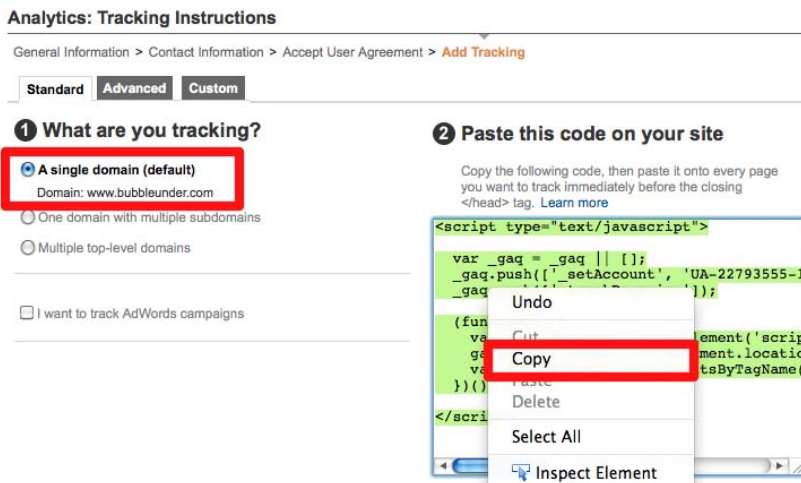 Analytics: Tracking Instructions
General Information > Contact Information > Accept User Agreement > Add Tracking
Standard Advanced Custom
1 What are you tracking?
A single domain (default)
Domain: www.bubbleunder.com
One domain with multiple subdomains
Multiple top-level domains
I want to track AdWords campaigns
2 Paste this code on your site
Copy the following code, then paste it onto every page
you want to track immediately before the closing
</head> tag. Learn more
<script type="text/javascript">
var _gaq = _gaq || [];
_gaq.push(['_setAccount', 'UA-22793555-1
_gaq ']);
(fun
va ement('scrip
ga ment.locatio
va tsByTagName(
})()
</scri
Undo
Cut
Copy
Paste
Delete
Select All
Inspect Element